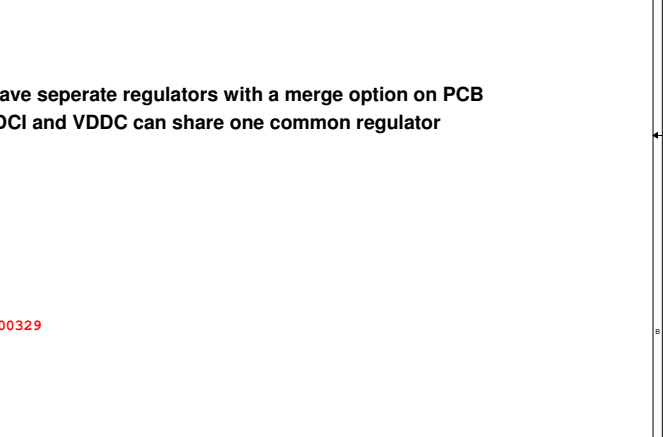 ave seperate regulators with a merge option on PCB
DCI and VDDC can share one common regulator
00329
B